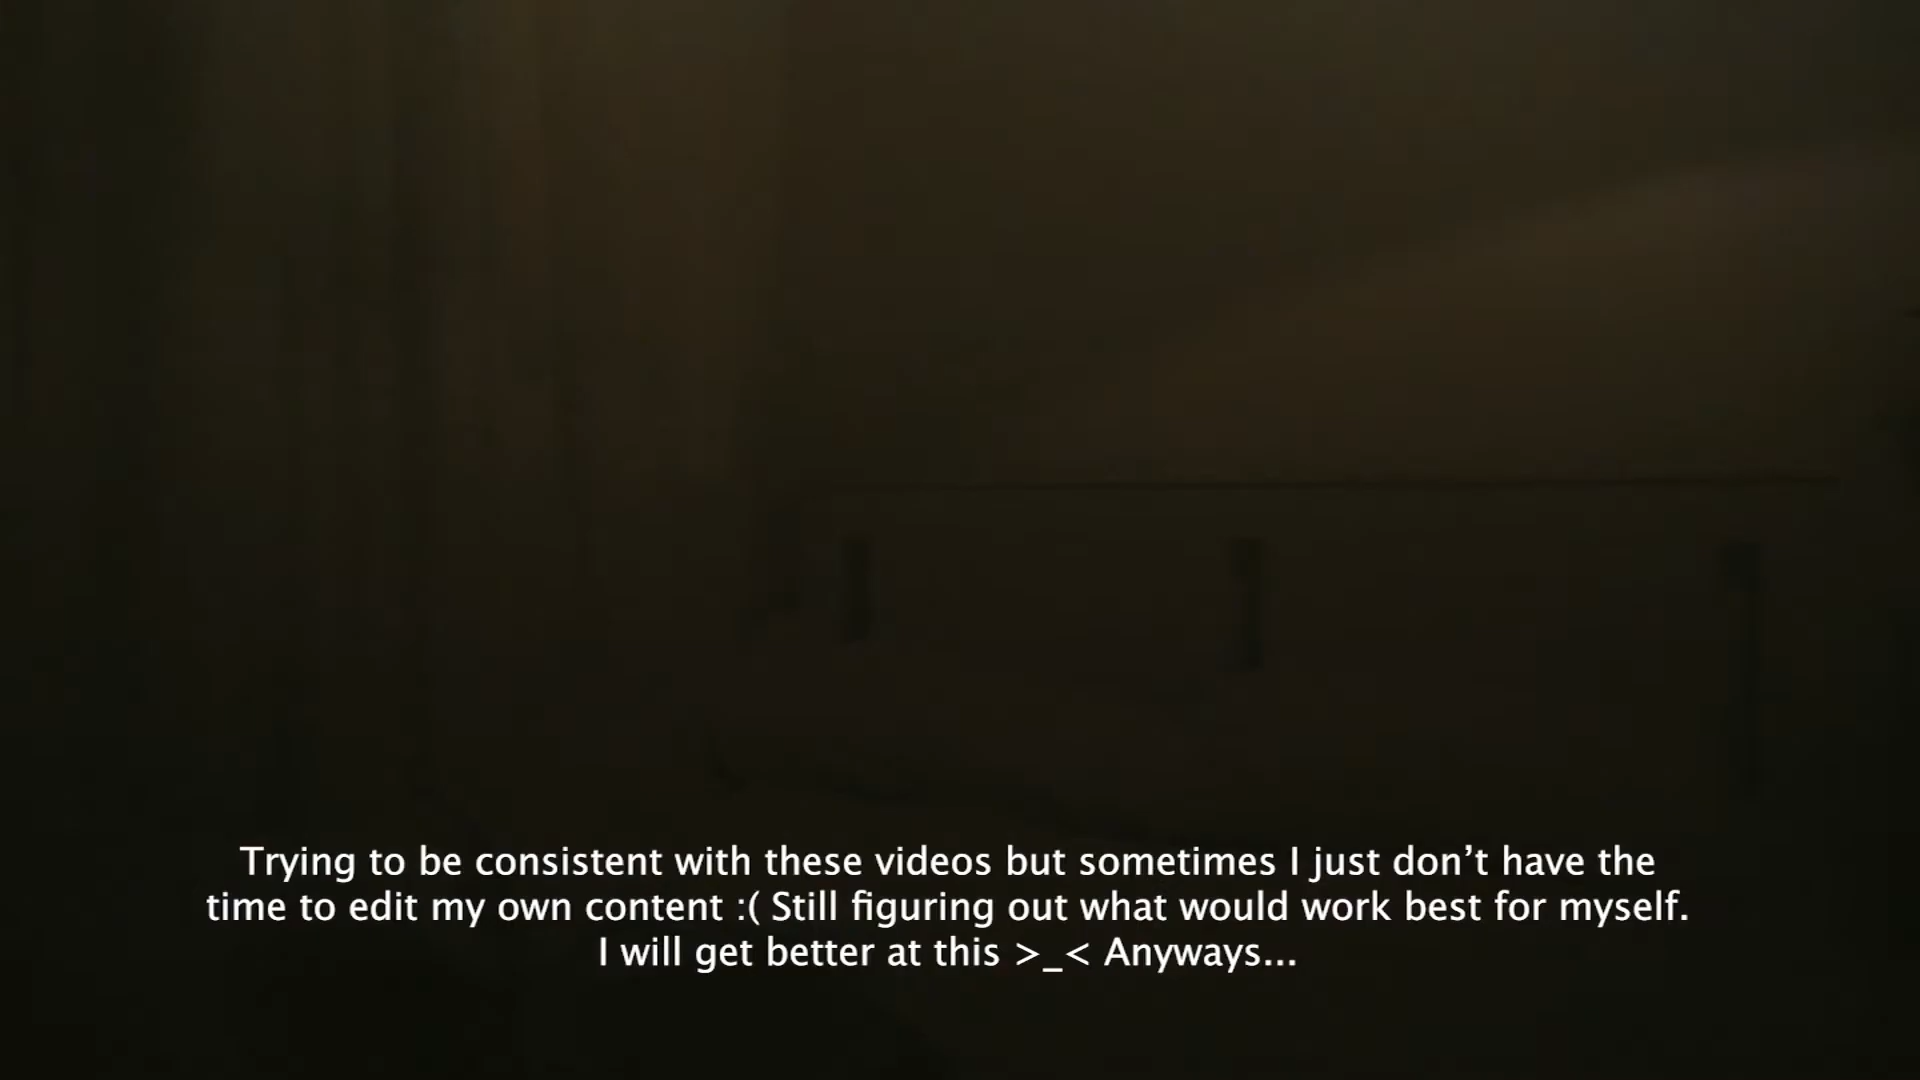 Trying to be consistent with these videos but sometimes I just don’t have the
time to edit my own content :( Still figuring out what would work best for myself.
I will get better at this >_< Anyways...